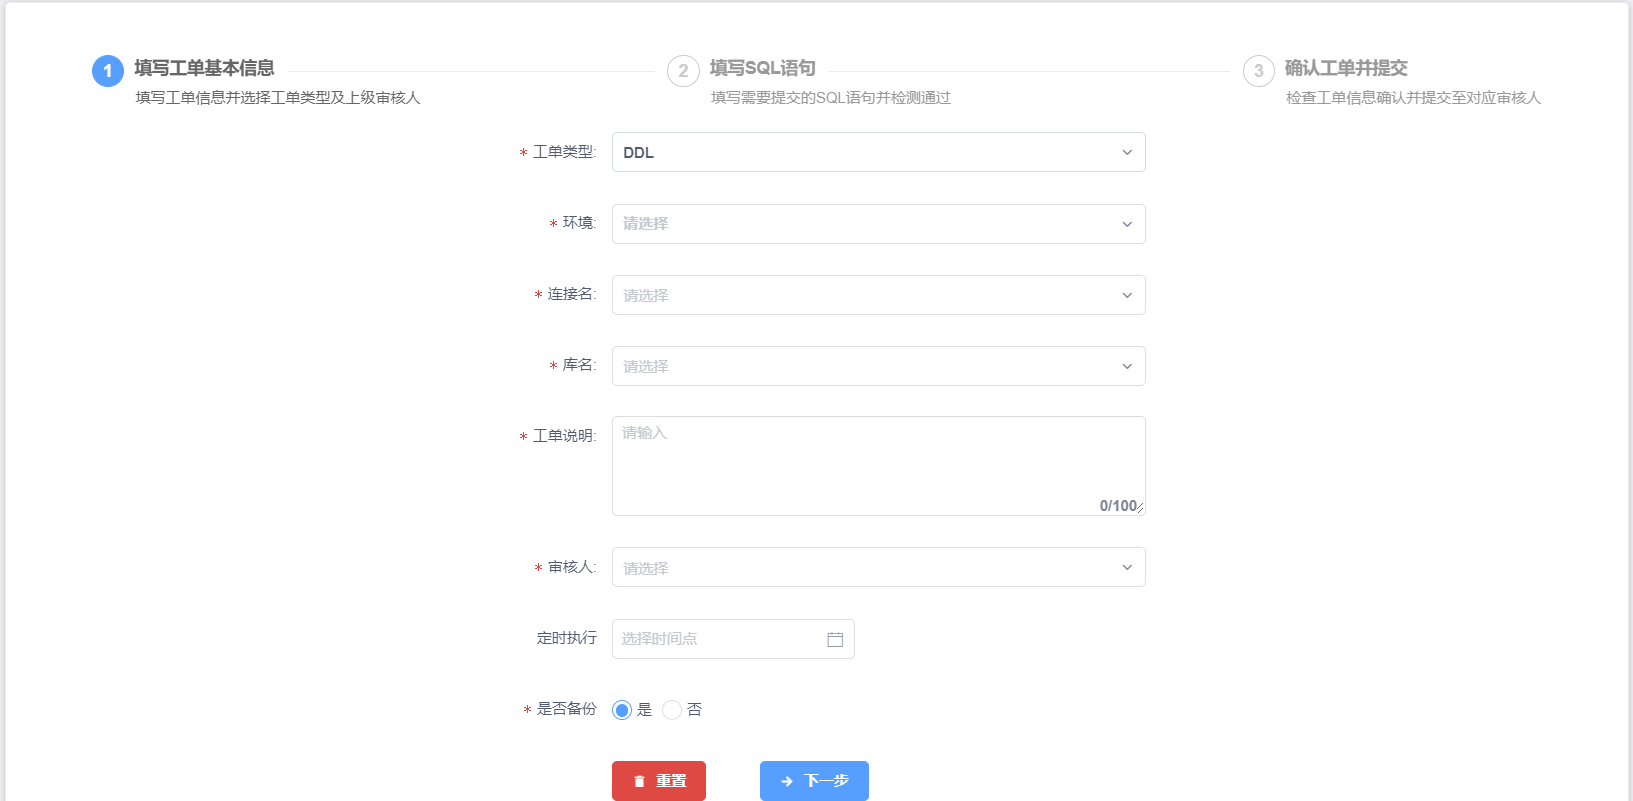 1 填写工单基本信息
填写工单信息并选择工单类型及上级审核人
2 填写SQL语句
填写需要提交的SQL语句并检测通过
3 确认工单并提交
检查工单信息确认并提交至对应审核人
* 工单类型: DDL
* 环境: 请选择
* 连接名: 请选择
* 库名: 请选择
* 工单说明: 请输入
0/100
* 审核人: 请选择
定时执行 选择时间点
* 是否备份 是 否
重置 下一步